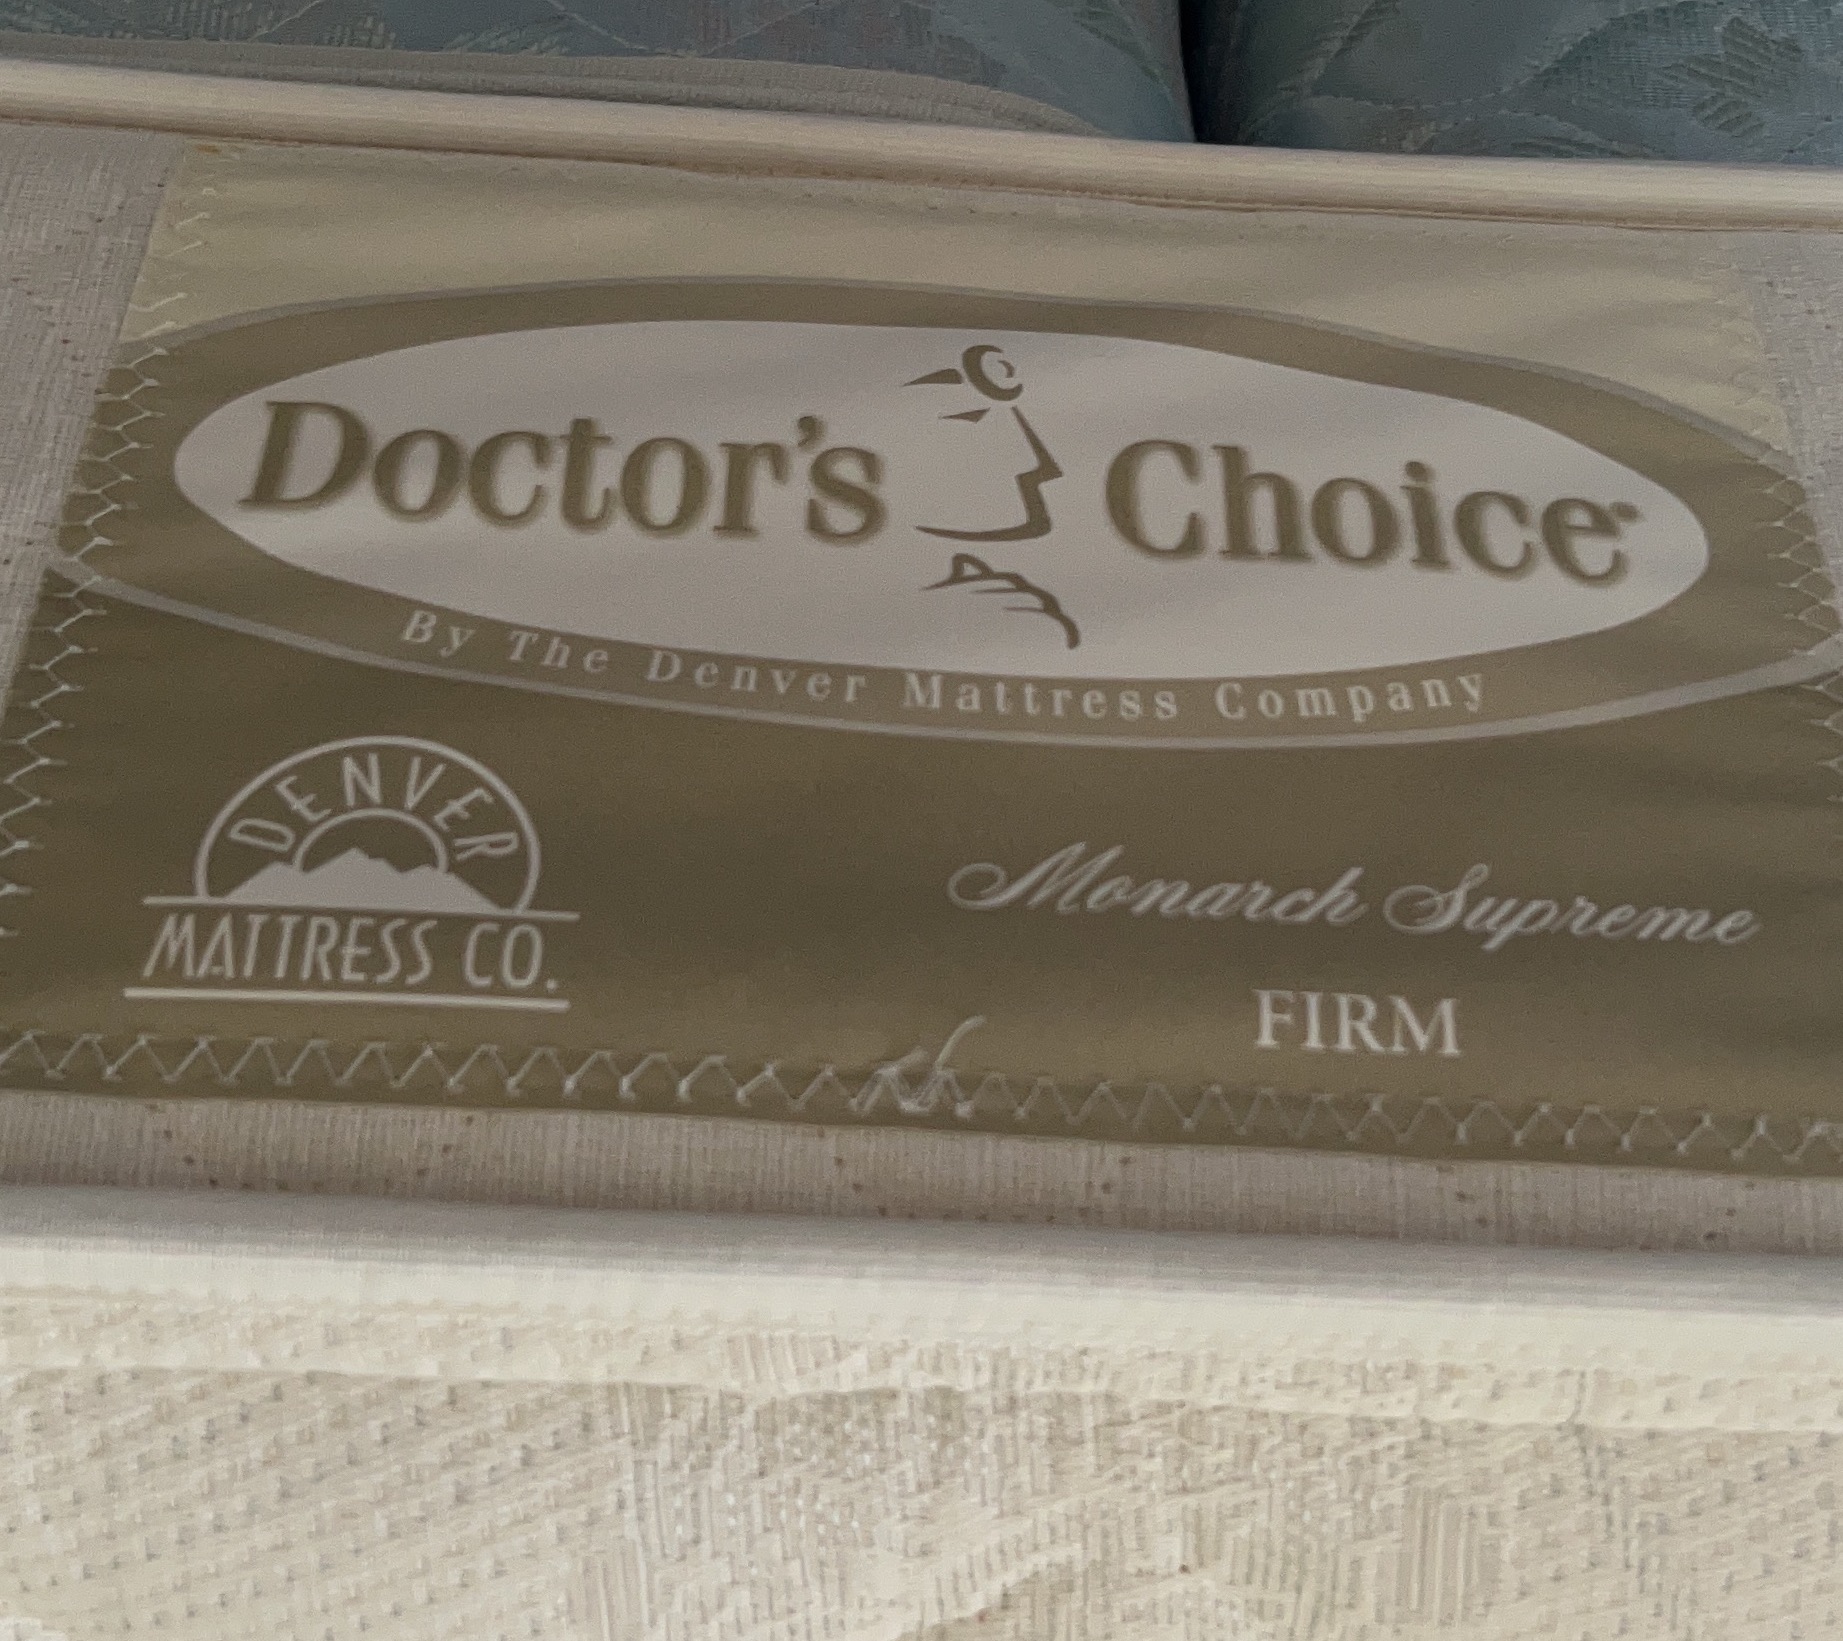 Doctor's Choice
By The Denver Mattress Company
DENVER
MATTRESS CO.
Monarch Supreme
FIRM